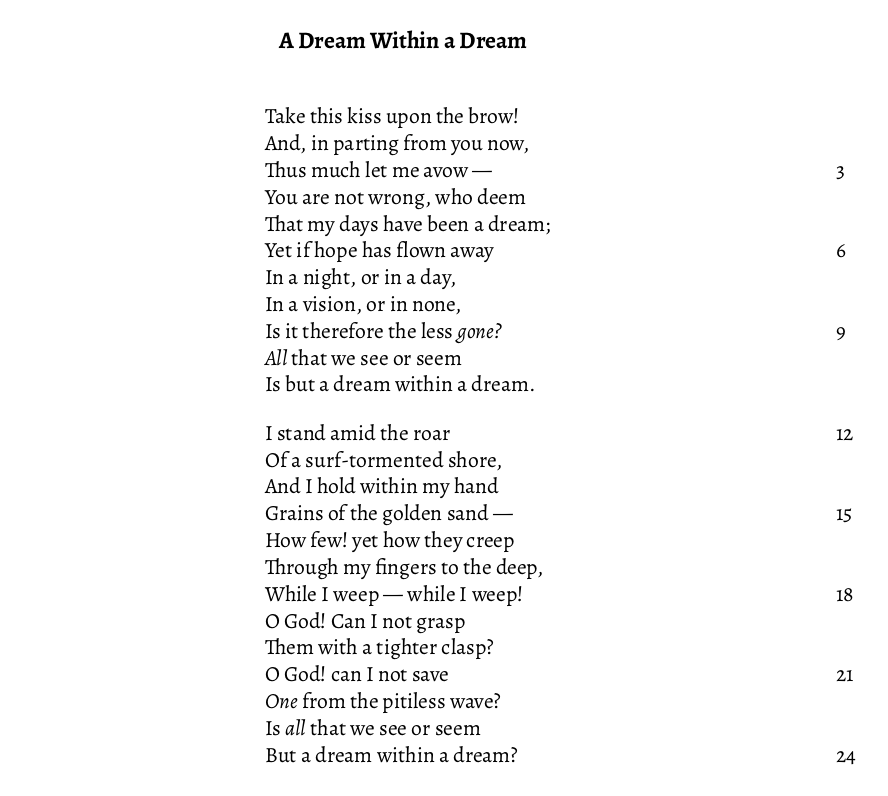 A Dream Within a Dream
Take this kiss upon the brow!
And, in parting from you now,
Thus much let me avow — 3
You are not wrong, who deem
That my days have been a dream;
Yet if hope has flown away 6
In a night, or in a day,
In a vision, or in none,
Is it therefore the less gone? 9
All that we see or seem
Is but a dream within a dream.
I stand amid the roar 12
Of a surf-tormented shore,
And I hold within my hand
Grains of the golden sand — 15
How few! yet how they creep
Through my fingers to the deep,
While I weep — while I weep! 18
O God! Can I not grasp
Them with a tighter clasp?
O God! can I not save 21
One from the pitiless wave?
Is all that we see or seem
But a dream within a dream? 24